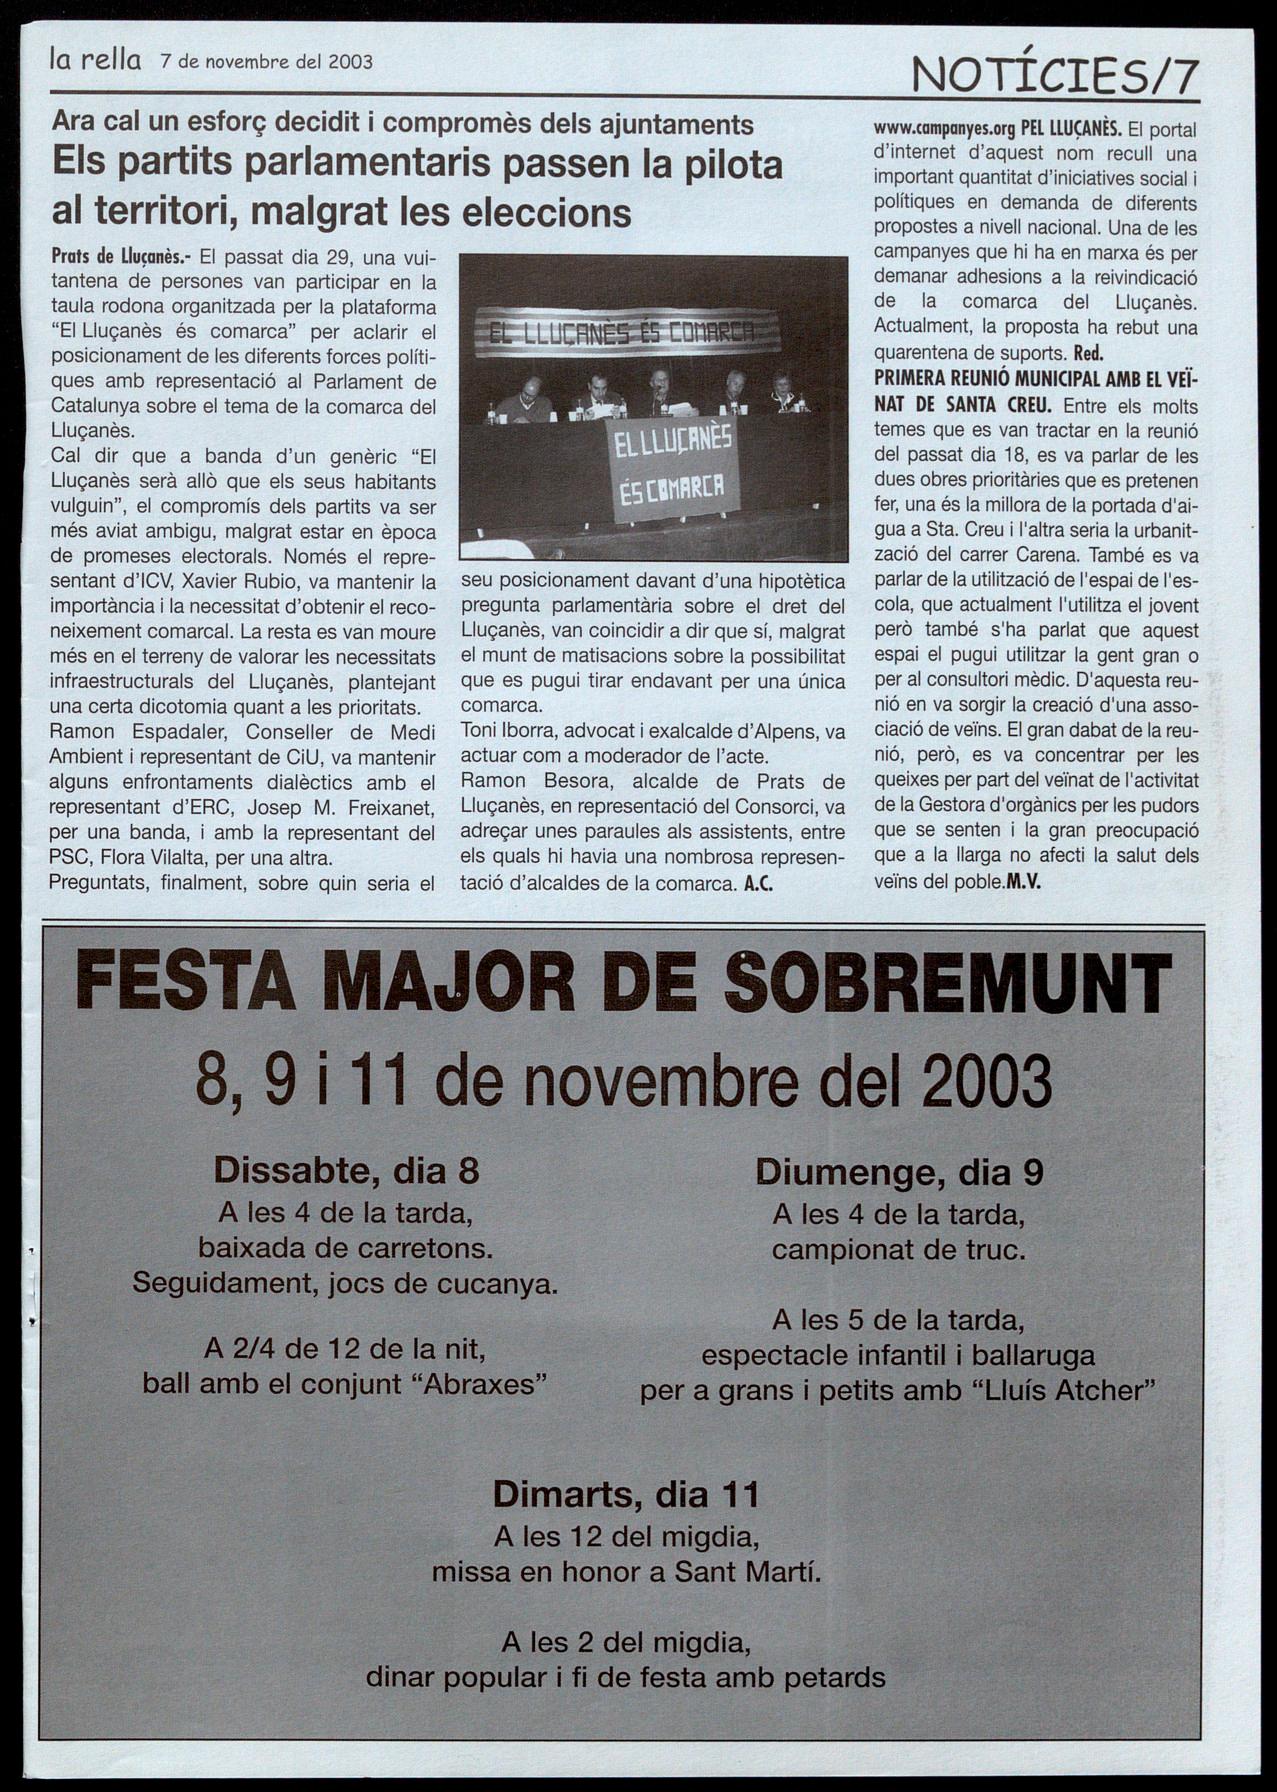 la rella 7 de novembre del 2003
NOTÍCIES/7
Ara cal un esforç decidit i compromès dels ajuntaments
Els partits parlamentaris passen la pilota
al territori, malgrat les eleccions
Prats de Lluçanès.- El passat dia 29, una vui-
tantena de persones van participar en la
taula rodona organitzada per la plataforma
“El Lluçanès és comarca” per aclarir el
posicionament de les diferents forces políti-
ques amb representació al Parlament de
Catalunya sobre el tema de la comarca del
Lluçanès.
Cal dir que a banda d’un genèric “El
Lluçanès serà allò que els seus habitants
vulguin”, el compromís dels partits va ser
més aviat ambigu, malgrat estar en època
de promeses electorals. Només el repre-
sentant d’ICV, Xavier Rubio, va mantenir la
importància i la necessitat d’obtenir el reco-
neixement comarcal. La resta es van moure
més en el terreny de valorar les necessitats
infraestructurals del Lluçanès, plantejant
una certa dicotomia quant a les prioritats.
Ramon Espadaler, Conseller de Medi
Ambient i representant de CiU, va mantenir
alguns enfrontaments dialèctics amb el
representant d’ERC, Josep M. Freixanet,
per una banda, i amb la representant del
PSC, Flora Vilalta, per una altra.
Preguntats, finalment, sobre quin seria el
EL LLUÇANÈS ÉS COMARCA
EL LLUÇANÈS
ÉS COMARCA
seu posicionament davant d’una hipotètica
pregunta parlamentària sobre el dret del
Lluçanès, van coincidir a dir que sí, malgrat
el munt de matisacions sobre la possibilitat
que es pugui tirar endavant per una única
comarca.
Toni Iborra, advocat i exalcalde d’Alpens, va
actuar com a moderador de l’acte.
Ramon Besora, alcalde de Prats de
Lluçanès, en representació del Consorci, va
adreçar unes paraules als assistents, entre
els quals hi havia una nombrosa represen-
tació d’alcaldes de la comarca. A.C.
www.campanyes.org PEL LLUÇANÈS. El portal
d’internet d’aquest nom recull una
important quantitat d’iniciatives social i
polítiques en demanda de diferents
propostes a nivell nacional. Una de les
campanyes que hi ha en marxa és per
demanar adhesions a la reivindicació
de la comarca del Lluçanès.
Actualment, la proposta ha rebut una
quarentena de suports. Red.
PRIMERA REUNIÓ MUNICIPAL AMB EL VEÏ-
NAT DE SANTA CREU. Entre els molts
temes que es van tractar en la reunió
del passat dia 18, es va parlar de les
dues obres prioritàries que es pretenen
fer, una és la millora de la portada d'ai-
gua a Sta. Creu i l'altra seria la urbanit-
zació del carrer Carena. També es va
parlar de la utilització de l'espai de l'es-
cola, que actualment l'utilitza el jovent
però també s'ha parlat que aquest
espai el pugui utilitzar la gent gran o
per al consultori mèdic. D'aquesta reu-
nió en va sorgir la creació d'una asso-
ciació de veïns. El gran dabat de la reu-
nió, però, es va concentrar per les
queixes per part del veïnat de l'activitat
de la Gestora d'orgànics per les pudors
que se senten i la gran preocupació
que a la llarga no afecti la salut dels
veïns del poble.M.V.
FESTA MAJOR DE SOBREMUNT
8, 9 i 11 de novembre del 2003
Dissabte, dia 8
A les 4 de la tarda,
baixada de carretons.
Seguidament, jocs de cucanya.
A 2/4 de 12 de la nit,
ball amb el conjunt “Abraxes”
Diumenge, dia 9
A les 4 de la tarda,
campionat de truc.
A les 5 de la tarda,
espectacle infantil i ballaruga
per a grans i petits amb “Lluís Atcher”
Dimarts, dia 11
A les 12 del migdia,
missa en honor a Sant Martí.
A les 2 del migdia,
dinar popular i fi de festa amb petards